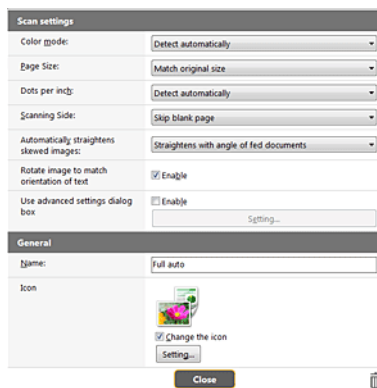 Scan settings
Color mode: Detect automatically
Page Size: Match original size
Dots per inch: Detect automatically
Scanning Side: Skip blank page
Automatically straightens
skewed images: Straightens with angle of fed documents
Rotate image to match
orientation of text Enable
Use advanced settings dialog
box Enable
Setting...
General
Name: Full auto
Icon
Change the icon
Setting...
Close